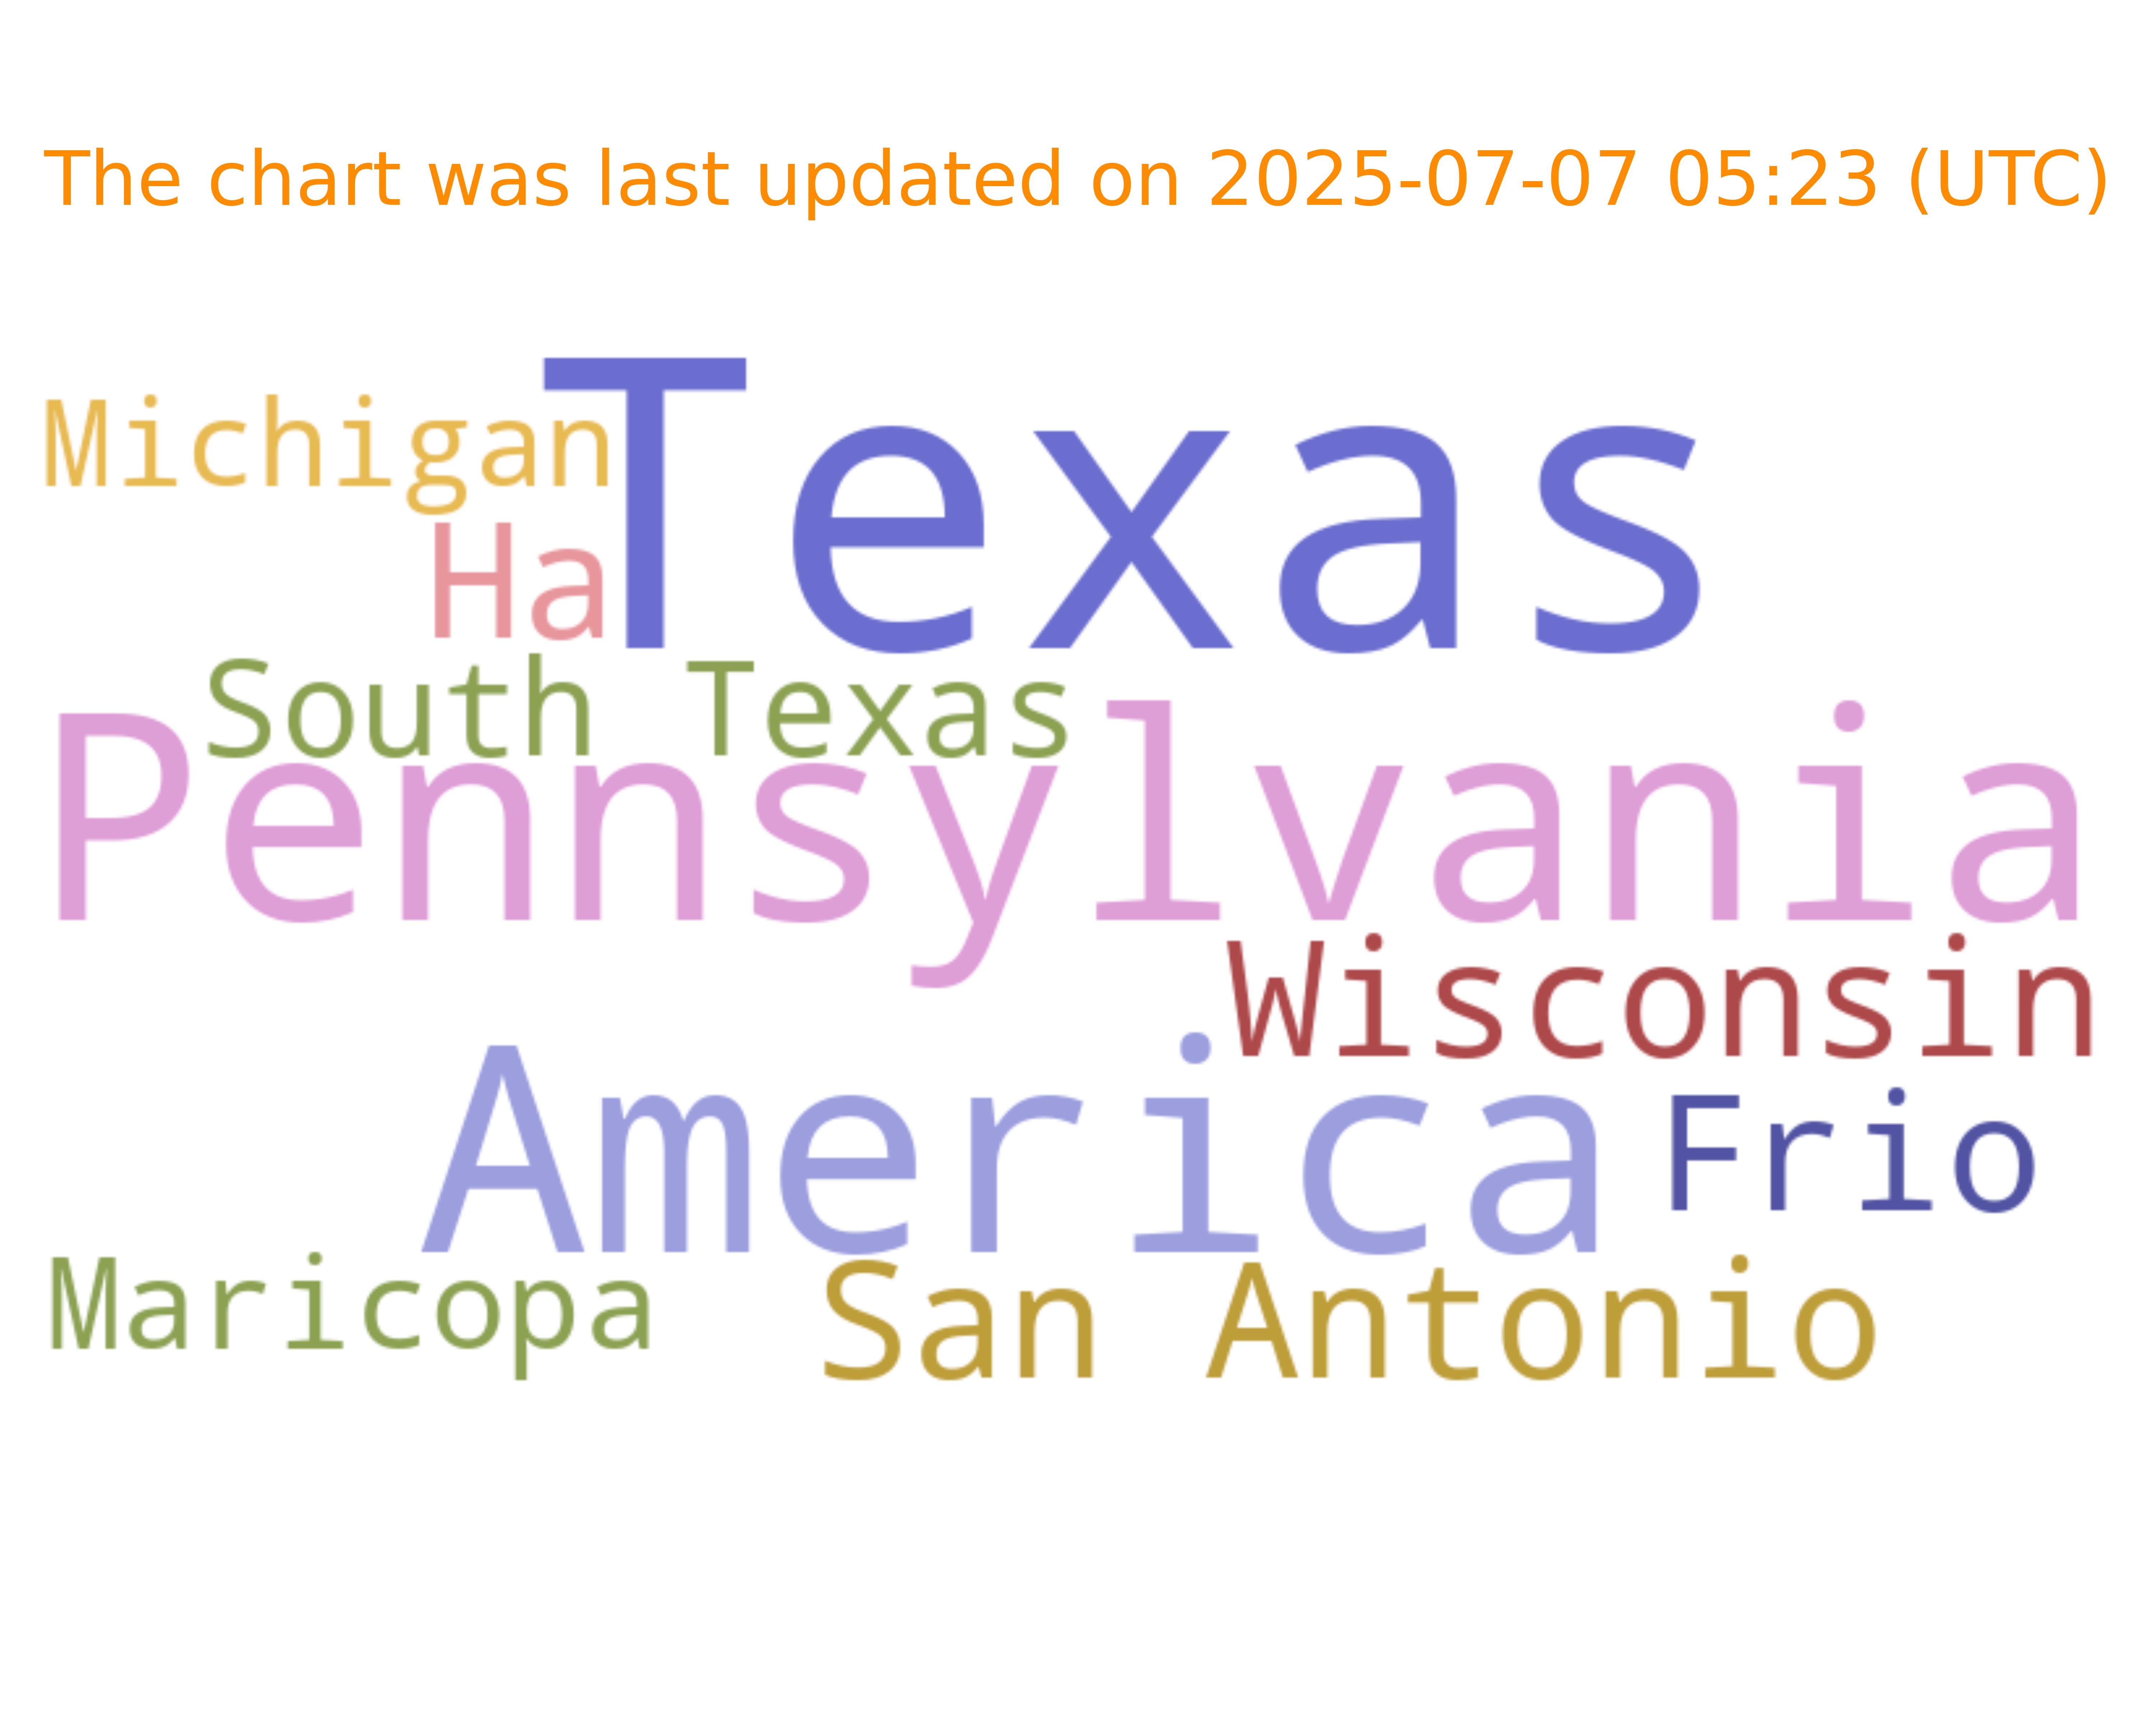 The chart was last updated on 2025-07-07 05:23 (UTC)
Texas
Michigan
Ha
South Texas
Pennsylvania
Wisconsin
America
Frio
Maricopa
San Antonio